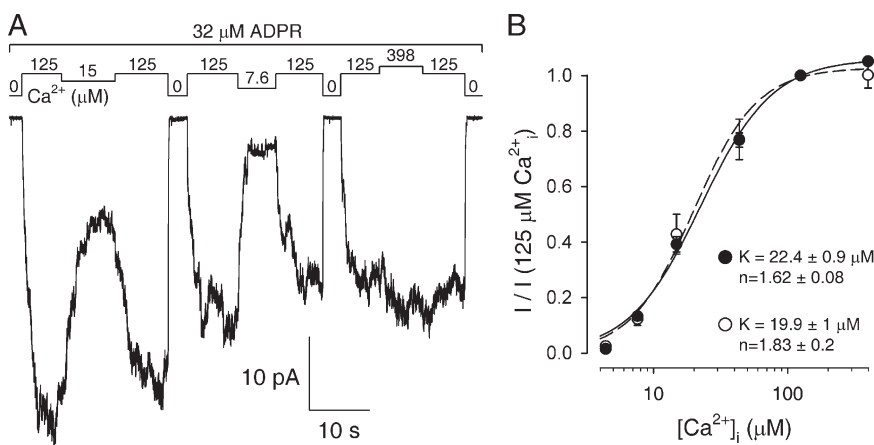 A
32 μM ADPR
125 15 125 125 7.6 125 125 398 125
0 0 0 0
Ca²⁺ (μM)
10 pA
10 s
B
I / I (125 μM Ca²⁺ᵢ)
1.0
0.8
0.6
0.4
0.2
0.0
K = 22.4 ± 0.9 μM
n=1.62 ± 0.08
K = 19.9 ± 1 μM
n=1.83 ± 0.2
10 100
[Ca²⁺]ᵢ (μM)